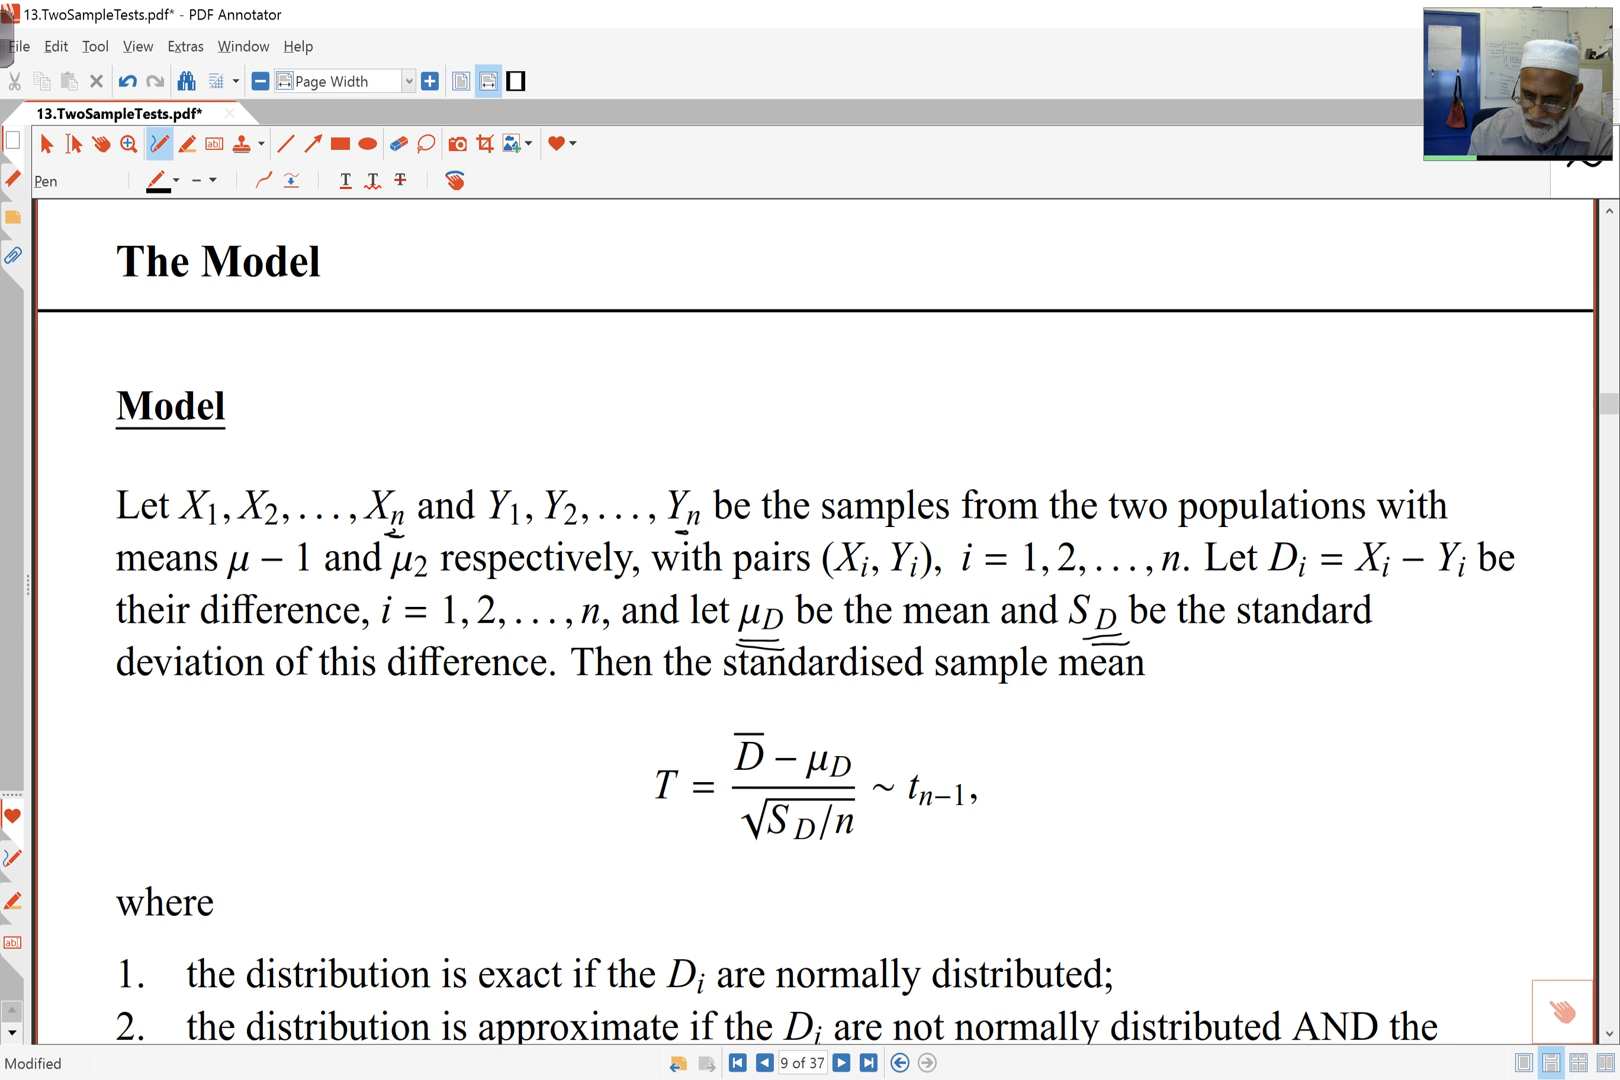 13.TwoSampleTests.pdf* - PDF Annotator
File Edit Tool View Extras Window Help
Page Width
13.TwoSampleTests.pdf*
Pen
The Model
Model
Let X₁, X₂, . . . , Xₙ and Y₁, Y₂, . . . , Yₙ be the samples from the two populations with
means μ − 1 and μ₂ respectively, with pairs (Xᵢ, Yᵢ), i = 1, 2, . . . , n. Let Dᵢ = Xᵢ − Yᵢ be
their difference, i = 1, 2, . . . , n, and let μ_D be the mean and S_D be the standard
deviation of this difference. Then the standardised sample mean
T = (D̅ − μ_D) / √(S_D/n) ~ tₙ₋₁,
where
1. the distribution is exact if the Dᵢ are normally distributed;
2. the distribution is approximate if the Dᵢ are not normally distributed AND the
Modified
9 of 37